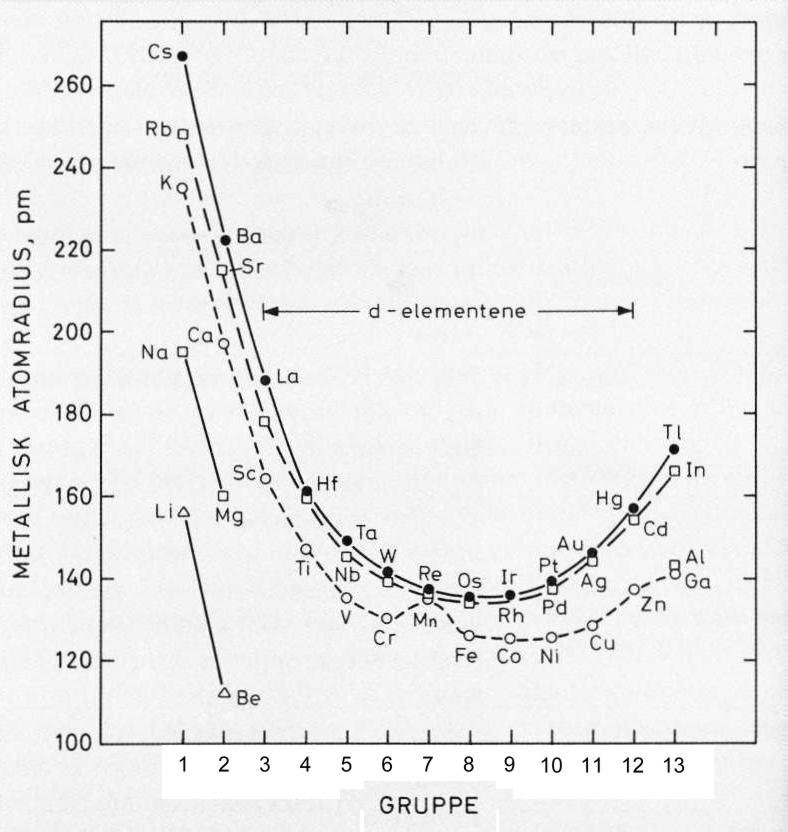 Cs
260
Rb
240
K
Ba
220
Sr
200
d-elementene
Ca
Na
La
180
Tl
In
Sc
160
Hf
Hg
Mg
Li
Cd
Ta
Au
Al
W
Ti
Nb
Re
Os
Ir
Pt
Ag
Ga
140
Pd
Zn
V
Mn
Rh
Cr
Cu
Fe
Co
Ni
120
Be
100
METALLISK ATOMRADIUS, pm
1 2 3 4 5 6 7 8 9 10 11 12 13
GRUPPE